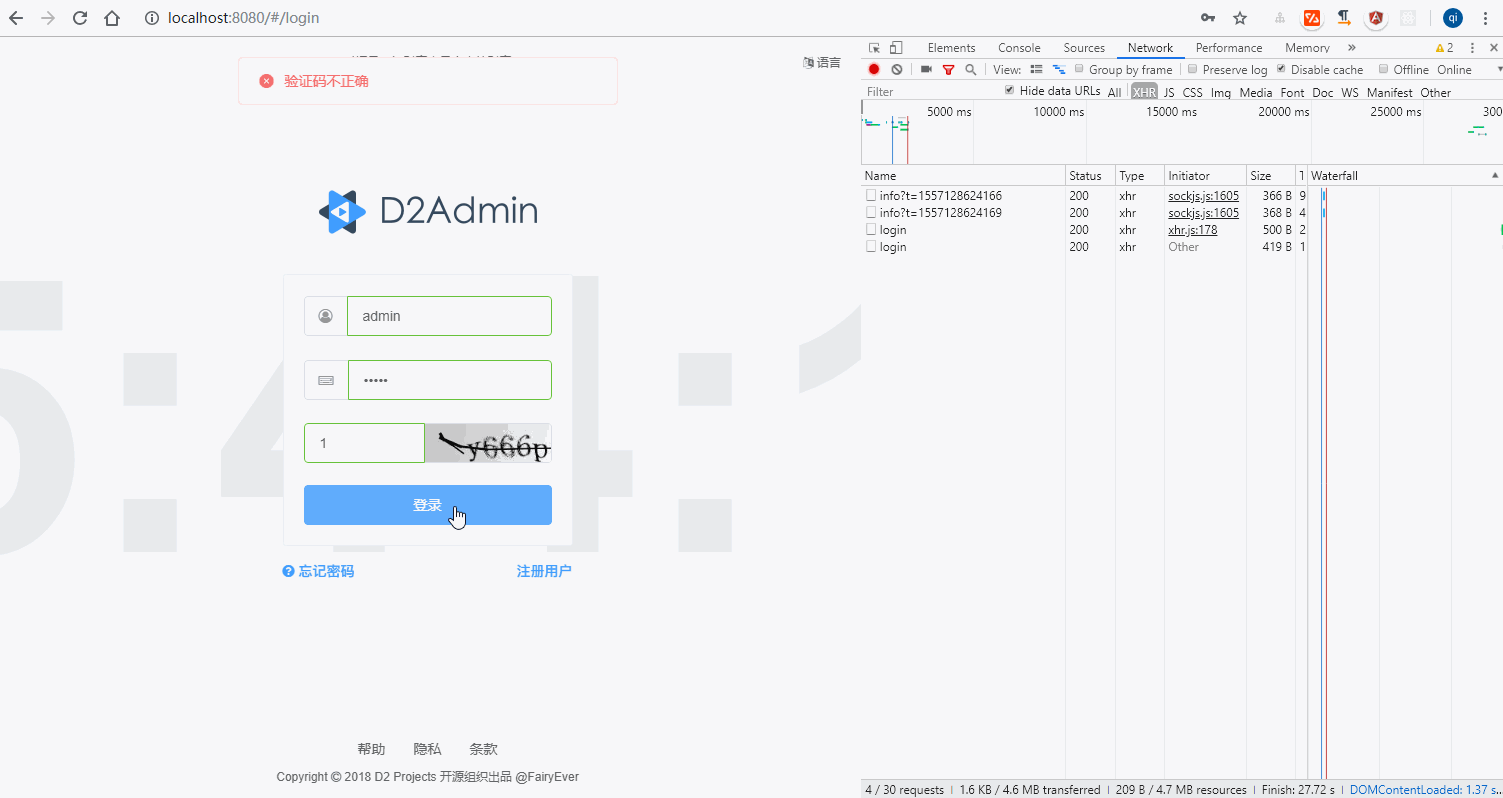 localhost:8080/#/login
qi
验证码不正确
语言
D2Admin
admin
•••••
1
y666p
登录
忘记密码
注册用户
帮助 隐私 条款
Copyright © 2018 D2 Projects 开源组织出品 @FairyEver
Elements Console Sources Network Performance Memory » 2
View: Group by frame Preserve log Disable cache Offline Online
Filter Hide data URLs All XHR JS CSS Img Media Font Doc WS Manifest Other
5000 ms 10000 ms 15000 ms 20000 ms 25000 ms 300
Name Status Type Initiator Size T Waterfall
info?t=1557128624166 200 xhr sockjs.js:1605 366 B 9
info?t=1557128624169 200 xhr sockjs.js:1605 368 B 4
login 200 xhr xhr.js:178 500 B 2
login 200 xhr Other 419 B 1
4 / 30 requests | 1.6 KB / 4.6 MB transferred | 209 B / 4.7 MB resources | Finish: 27.72 s | DOMContentLoaded: 1.37 s...